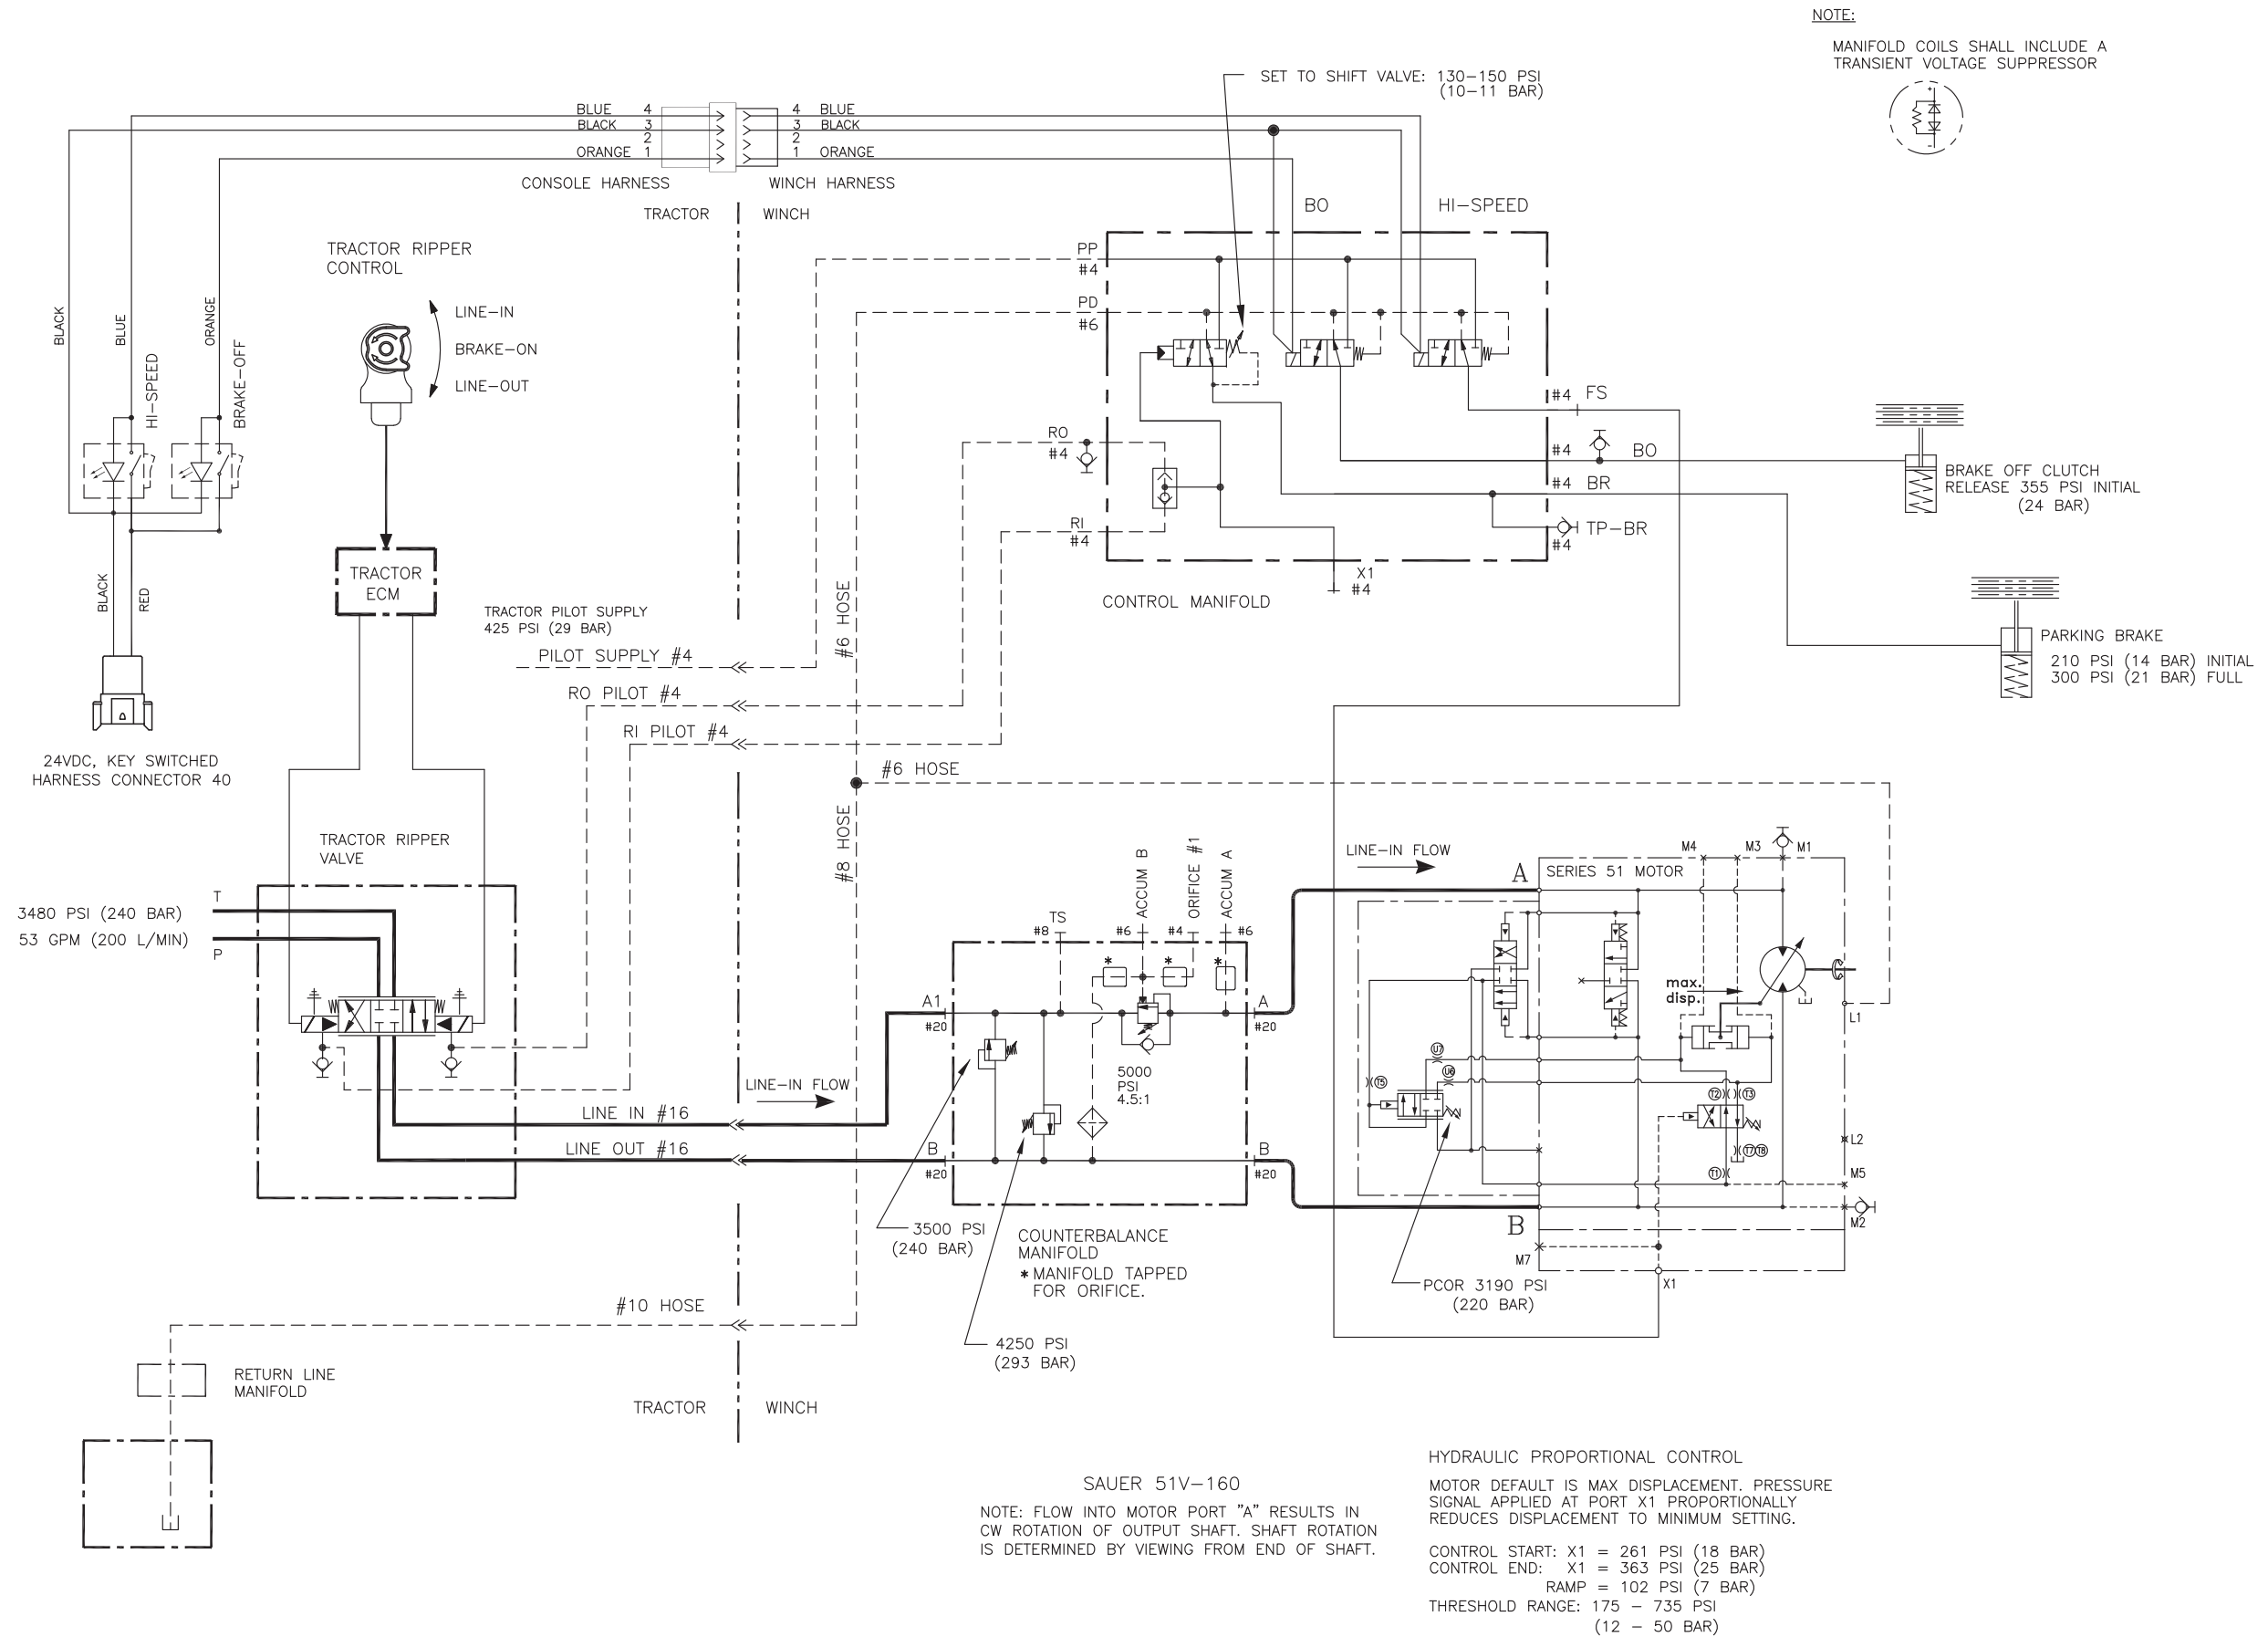 NOTE:
MANIFOLD COILS SHALL INCLUDE A
TRANSIENT VOLTAGE SUPPRESSOR
+
-
SET TO SHIFT VALVE: 130-150 PSI
(10-11 BAR)
BLUE 4
BLACK 3
2
ORANGE 1
4 BLUE
3 BLACK
2
1 ORANGE
CONSOLE HARNESS
WINCH HARNESS
TRACTOR
WINCH
BO
HI-SPEED
TRACTOR RIPPER
CONTROL
LINE-IN
BRAKE-ON
LINE-OUT
BLACK
BLUE
HI-SPEED
ORANGE
BRAKE-OFF
PP
#4
PD
#6
RO
#4
RI
#4
#4 FS
#4
BO
#4 BR
TP-BR
#4
X1
#4
CONTROL MANIFOLD
BRAKE OFF CLUTCH
RELEASE 355 PSI INITIAL
(24 BAR)
PARKING BRAKE
210 PSI (14 BAR) INITIAL
300 PSI (21 BAR) FULL
TRACTOR
ECM
BLACK
RED
24VDC, KEY SWITCHED
HARNESS CONNECTOR 40
TRACTOR PILOT SUPPLY
425 PSI (29 BAR)
PILOT SUPPLY #4
RO PILOT #4
RI PILOT #4
#6 HOSE
#6 HOSE
#8 HOSE
TRACTOR RIPPER
VALVE
T
3480 PSI (240 BAR)
53 GPM (200 L/MIN)
P
LINE-IN FLOW
LINE IN #16
LINE OUT #16
A1
#20
B
#20
TS
#8
ACCUM B
#6
ORIFICE #1
#4
ACCUM A
#6
*
*
*
A
#20
B
#20
5000
PSI
4.5:1
3500 PSI
(240 BAR)
4250 PSI
(293 BAR)
COUNTERBALANCE
MANIFOLD
* MANIFOLD TAPPED
FOR ORIFICE.
LINE-IN FLOW
A
SERIES 51 MOTOR
M4
M3
M1
max.
disp.
L1
U7
U6
T5
T2
T3
T7 T8
T1
L2
M5
M2
B
M7
X1
PCOR 3190 PSI
(220 BAR)
#10 HOSE
RETURN LINE
MANIFOLD
TRACTOR
WINCH
SAUER 51V-160
NOTE: FLOW INTO MOTOR PORT "A" RESULTS IN
CW ROTATION OF OUTPUT SHAFT. SHAFT ROTATION
IS DETERMINED BY VIEWING FROM END OF SHAFT.
HYDRAULIC PROPORTIONAL CONTROL
MOTOR DEFAULT IS MAX DISPLACEMENT. PRESSURE
SIGNAL APPLIED AT PORT X1 PROPORTIONALLY
REDUCES DISPLACEMENT TO MINIMUM SETTING.
CONTROL START: X1 = 261 PSI (18 BAR)
CONTROL END: X1 = 363 PSI (25 BAR)
RAMP = 102 PSI (7 BAR)
THRESHOLD RANGE: 175 - 735 PSI
(12 - 50 BAR)